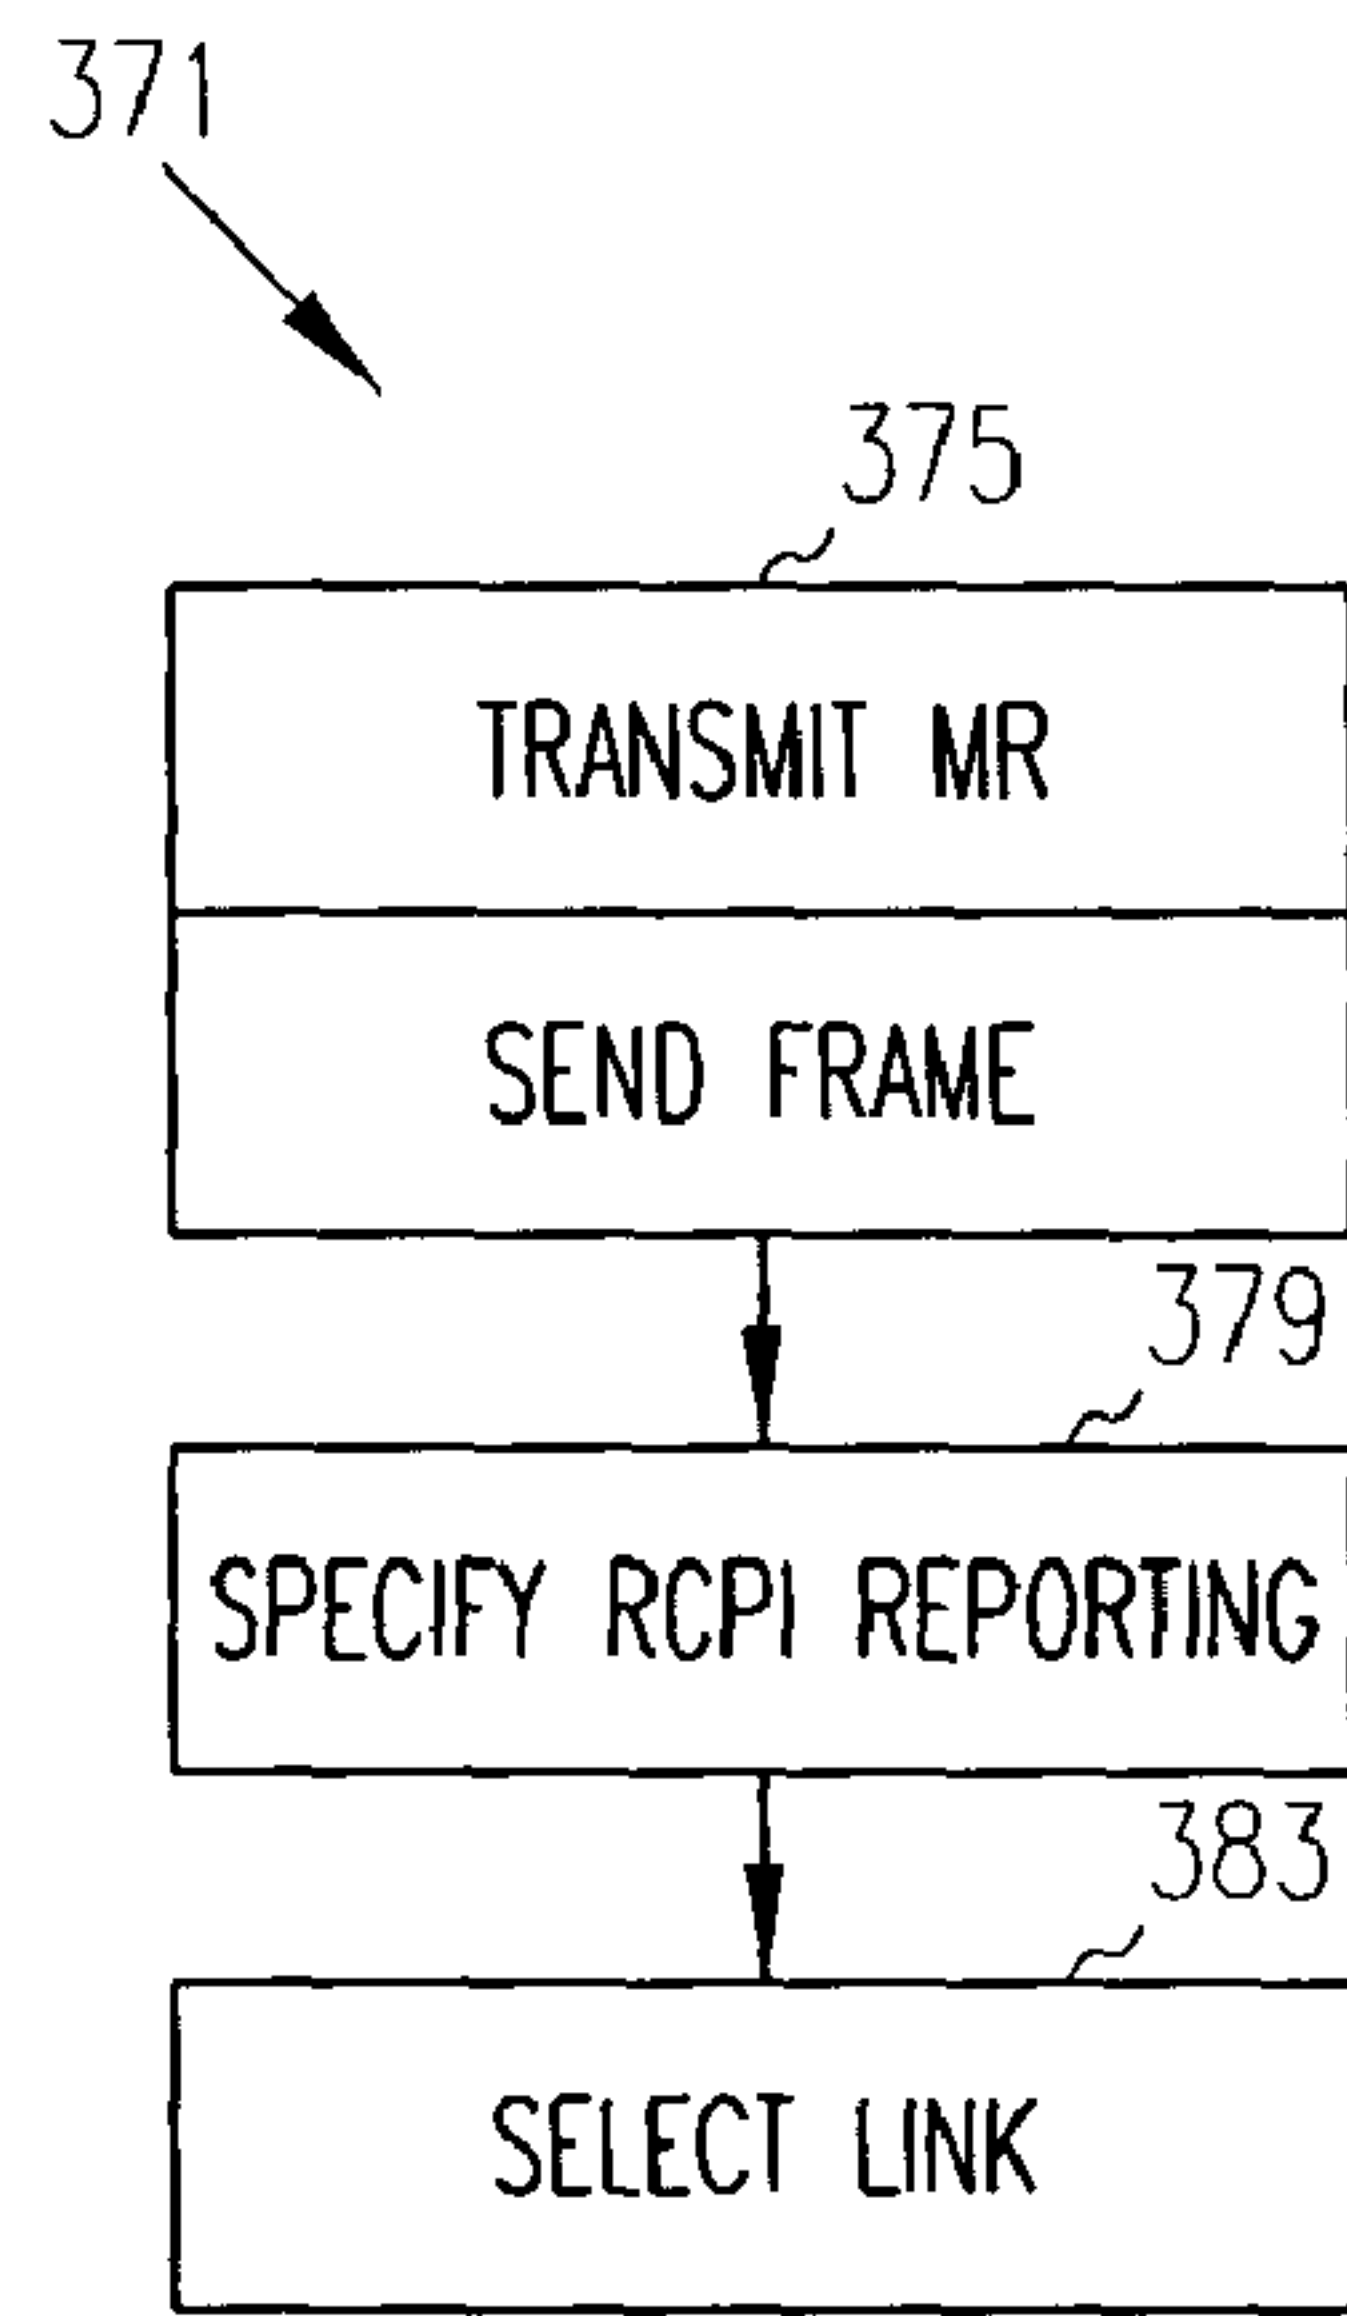 371
375
TRANSMIT MR
SEND FRAME
379
SPECIFY RCPI REPORTING
383
SELECT LINK